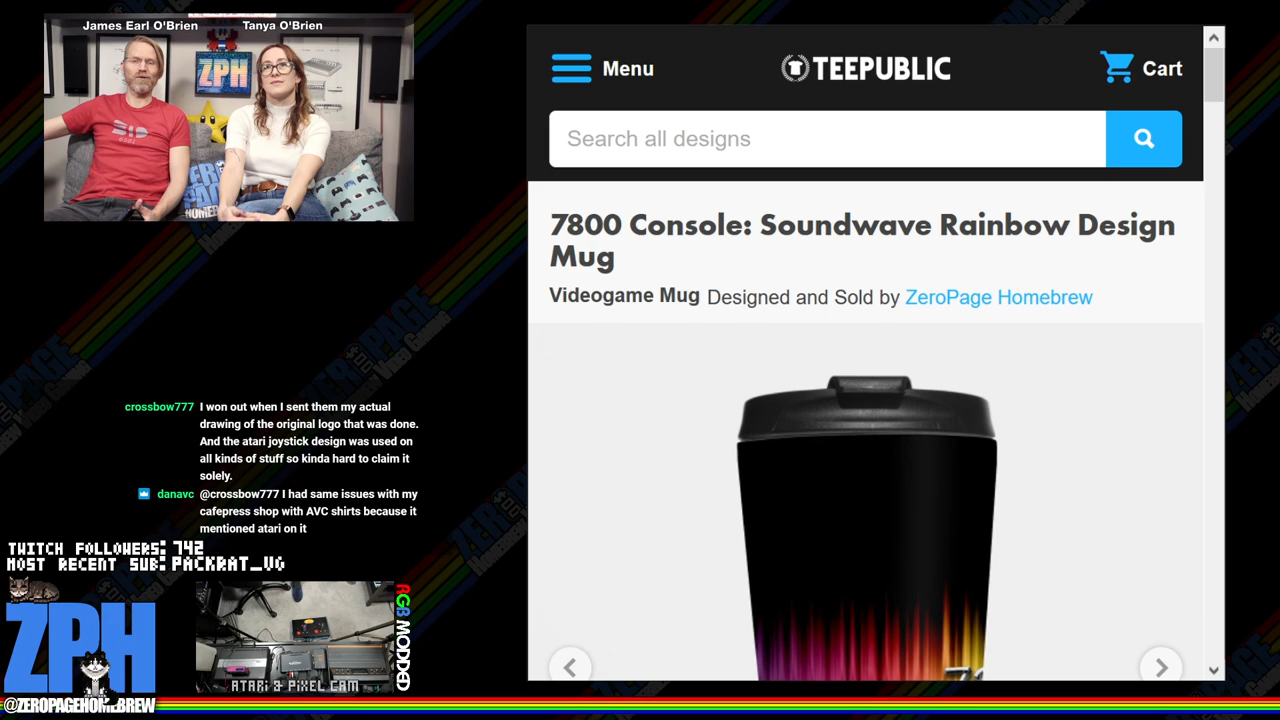 James Earl O'Brien
Tanya O'Brien
ZPH
Menu
TEEPUBLIC
Cart
Search all designs
7800 Console: Soundwave Rainbow Design
Mug
Videogame Mug Designed and Sold by ZeroPage Homebrew
crossbow777 I won out when I sent them my actual
drawing of the original logo that was done.
And the atari joystick design was used on
all kinds of stuff so kinda hard to claim it
solely.
danavc @crossbow777 I had same issues with my
cafepress shop with AVC shirts because it
mentioned atari on it
TWITCH FOLLOWERS: 742
MOST RECENT SUB: PACKRAT_VG
ZPH
@ZEROPAGEHOMEBREW
RGB MODDED
ATARI & PIXEL CAM